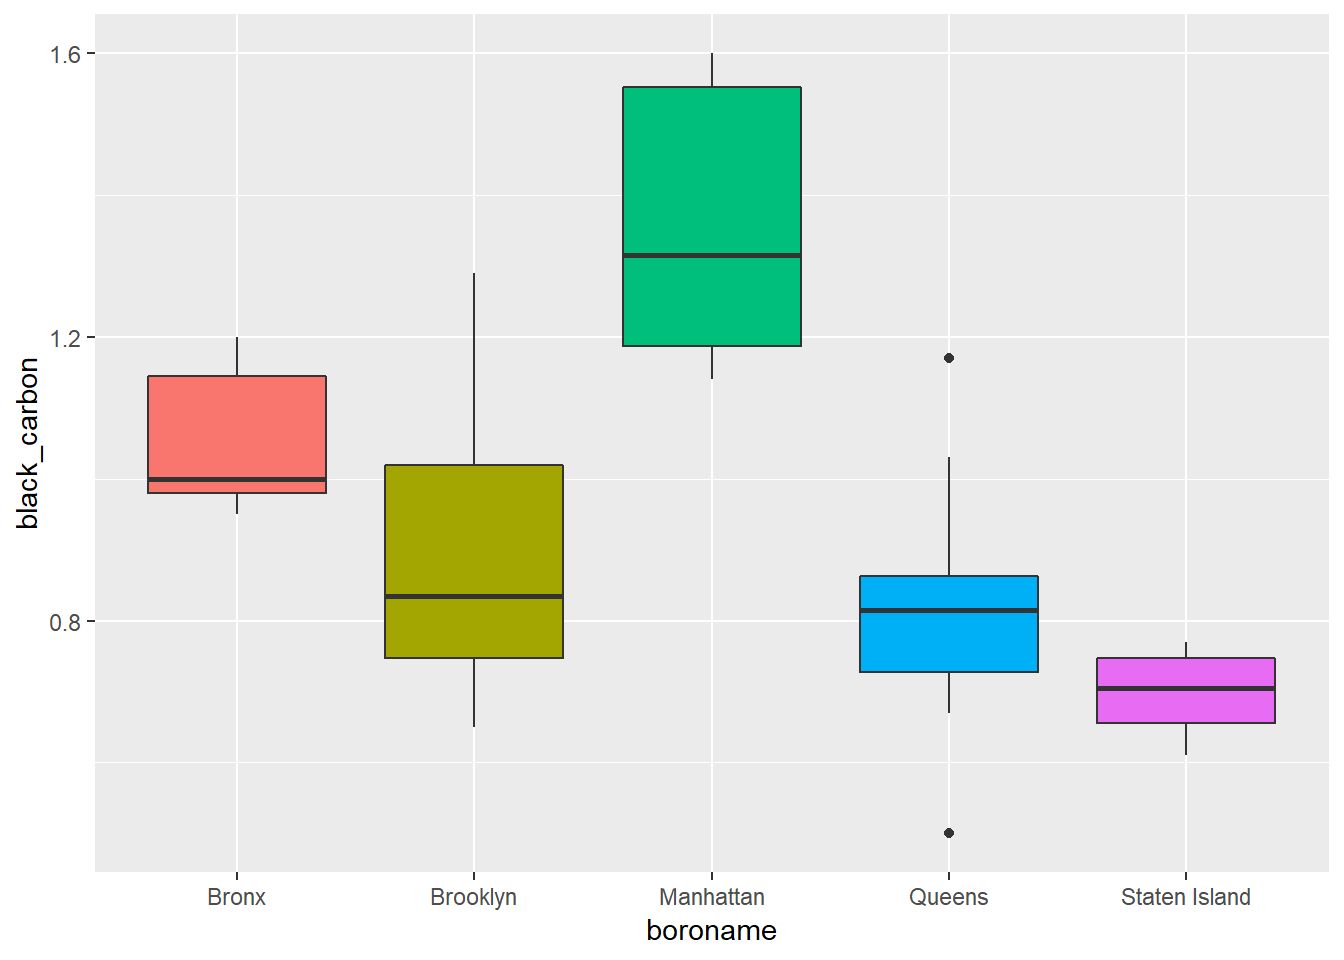 1.6
1.2
0.8
black_carbon
Bronx
Brooklyn
Manhattan
Queens
Staten Island
boroname